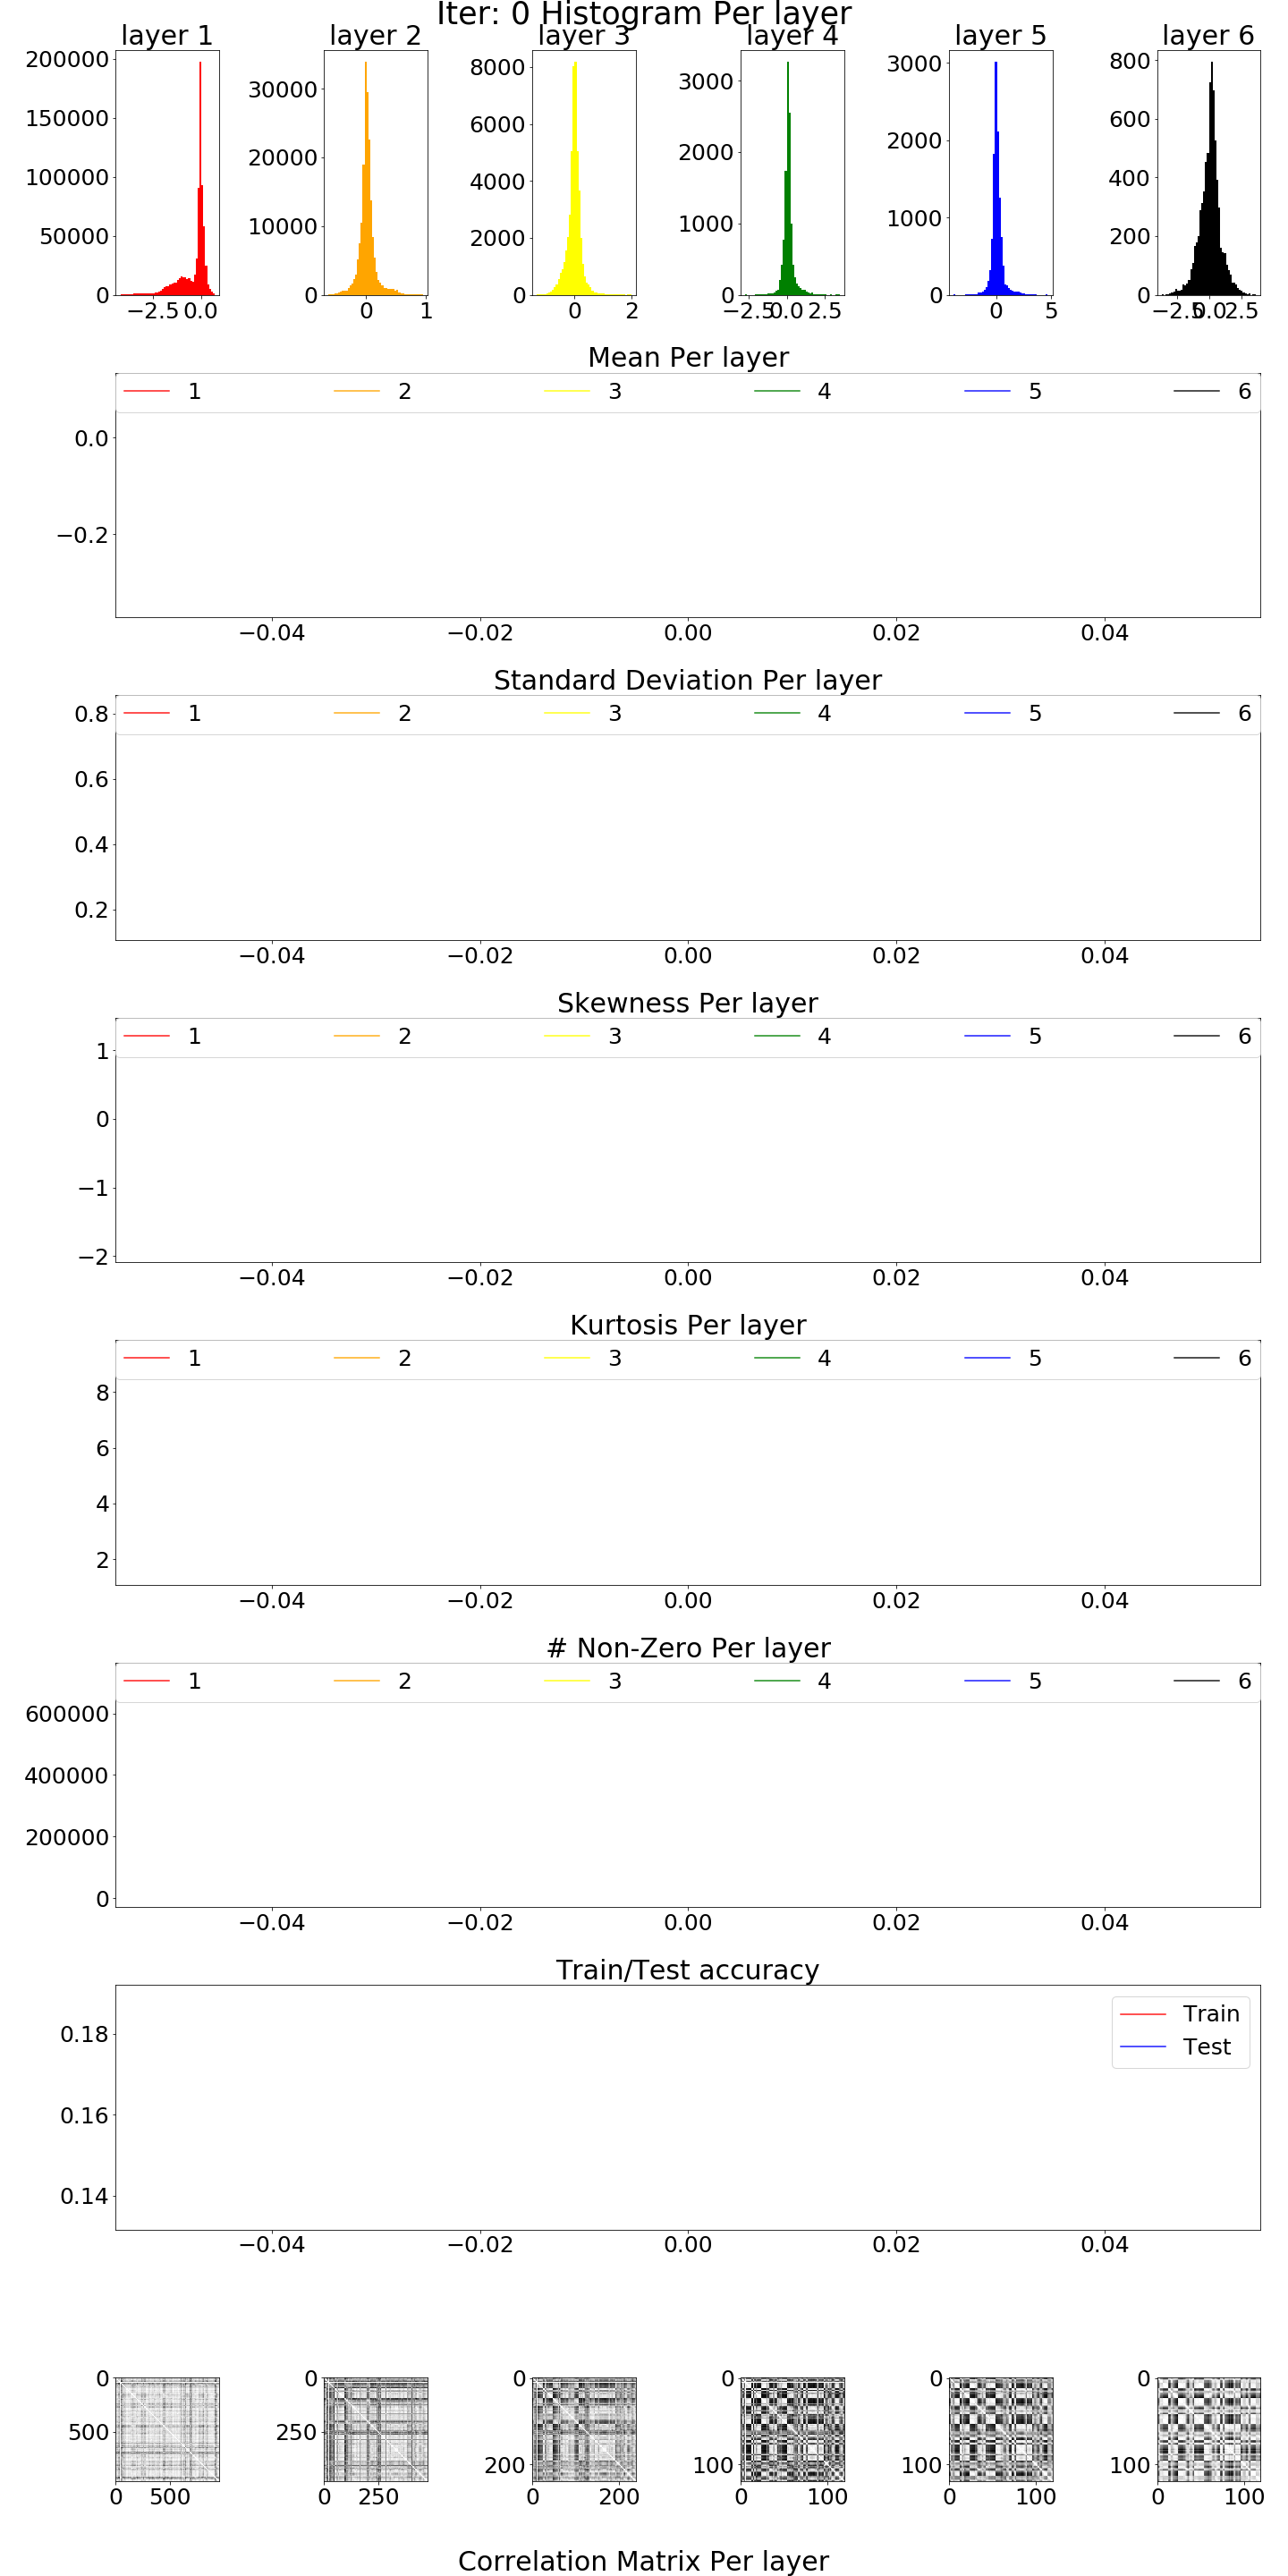 Iter: 0 Histogram Per layer
layer 1 layer 2 layer 3 layer 4 layer 5 layer 6
200000 150000 100000 50000 0
−2.5 0.0
30000 20000 10000 0
0 1
8000 6000 4000 2000 0
0 2
3000 2000 1000 0
−2.5 0.0 2.5
3000 2000 1000 0
0 5
800 600 400 200 0
−2.5 0.0 2.5
Mean Per layer
1 2 3 4 5 6
0.0
−0.2
−0.04 −0.02 0.00 0.02 0.04
Standard Deviation Per layer
0.8 1 2 3 4 5 6
0.6
0.4
0.2
−0.04 −0.02 0.00 0.02 0.04
Skewness Per layer
1 2 3 4 5 6
1
0
−1
−2
−0.04 −0.02 0.00 0.02 0.04
Kurtosis Per layer
1 2 3 4 5 6
8
6
4
2
−0.04 −0.02 0.00 0.02 0.04
# Non-Zero Per layer
1 2 3 4 5 6
600000
400000
200000
0
−0.04 −0.02 0.00 0.02 0.04
Train/Test accuracy
Train
Test
0.18
0.16
0.14
−0.04 −0.02 0.00 0.02 0.04
0 0 0 0 0 0
500 250 200 100 100 100
0 500 0 250 0 200 0 100 0 100 0 100
Correlation Matrix Per layer